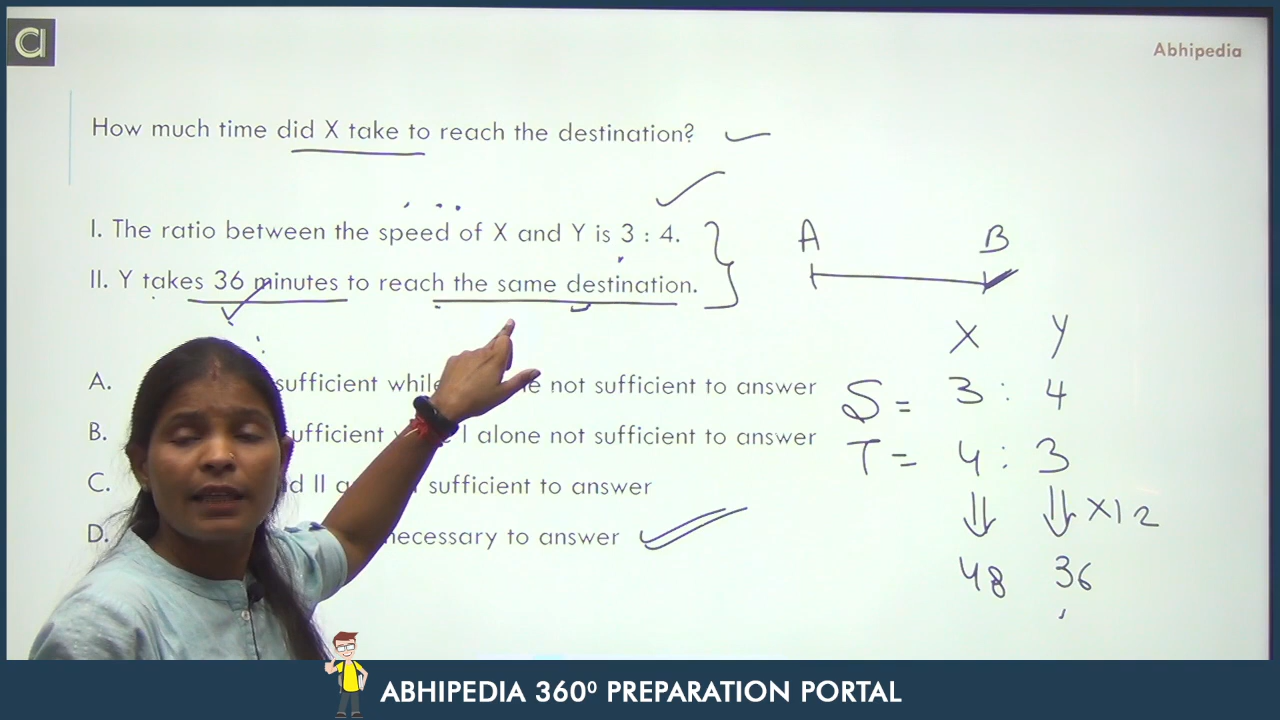 Abhipedia
How much time did X take to reach the destination?
I. The ratio between the speed of X and Y is 3 : 4.
II. Y takes 36 minutes to reach the same destination.
A. sufficient while not sufficient to answer
B. I alone not sufficient to answer
C. II sufficient to answer
D. necessary to answer
A B
X Y
S = 3 : 4
T = 4 : 3
×12
48 36
ABHIPEDIA 360⁰ PREPARATION PORTAL